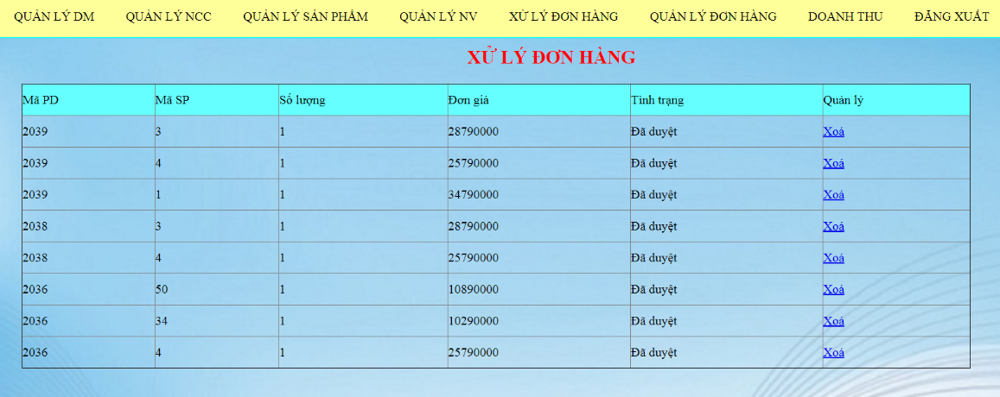 QUẢN LÝ DM QUẢN LÝ NCC QUẢN LÝ SẢN PHẨM QUẢN LÝ NV XỬ LÝ ĐƠN HÀNG QUẢN LÝ ĐƠN HÀNG DOANH THU ĐĂNG XUẤT
XỬ LÝ ĐƠN HÀNG
Mã PD Mã SP Số lượng Đơn giá Tình trạng Quản lý
2039 3 1 28790000 Đã duyệt Xoá
2039 4 1 25790000 Đã duyệt Xoá
2039 1 1 34790000 Đã duyệt Xoá
2038 3 1 28790000 Đã duyệt Xoá
2038 4 1 25790000 Đã duyệt Xoá
2036 50 1 10890000 Đã duyệt Xoá
2036 34 1 10290000 Đã duyệt Xoá
2036 4 1 25790000 Đã duyệt Xoá